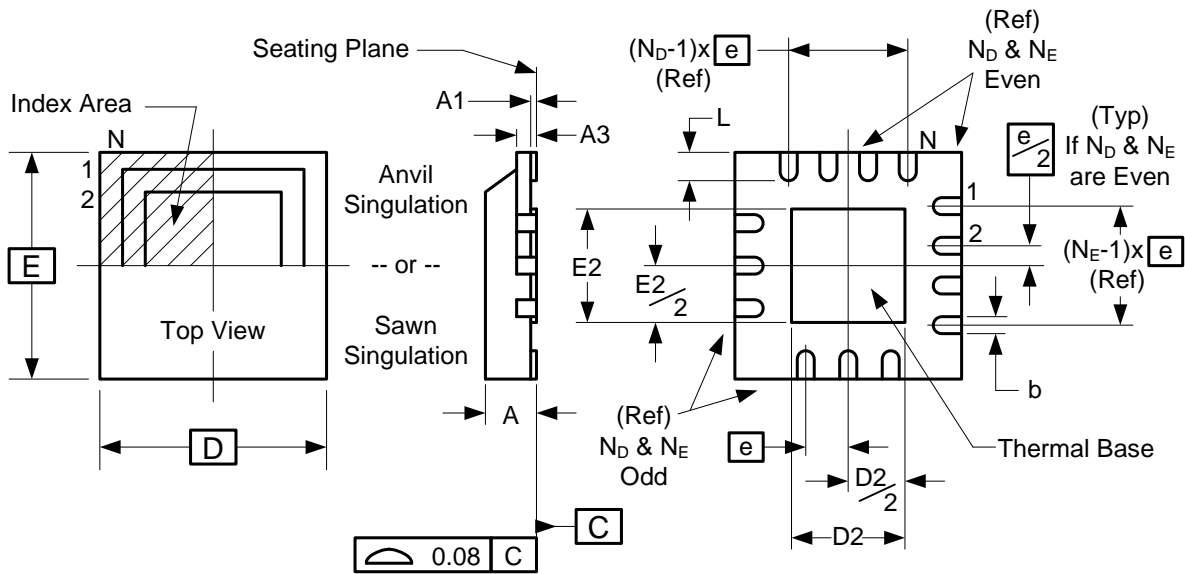 Seating Plane
(N_D-1)x e
(Ref)
(Ref)
N_D & N_E
Even
Index Area
A1
A3
L
N
N
(Typ)
e/2
If N_D & N_E
are Even
1
2
Anvil
Singulation
1
2
E
-- or --
E2
E2/2
(N_E-1)x e
(Ref)
Top View
Sawn
Singulation
b
A
(Ref)
N_D & N_E
Odd
D
e
Thermal Base
D2/2
C
D2
0.08 C